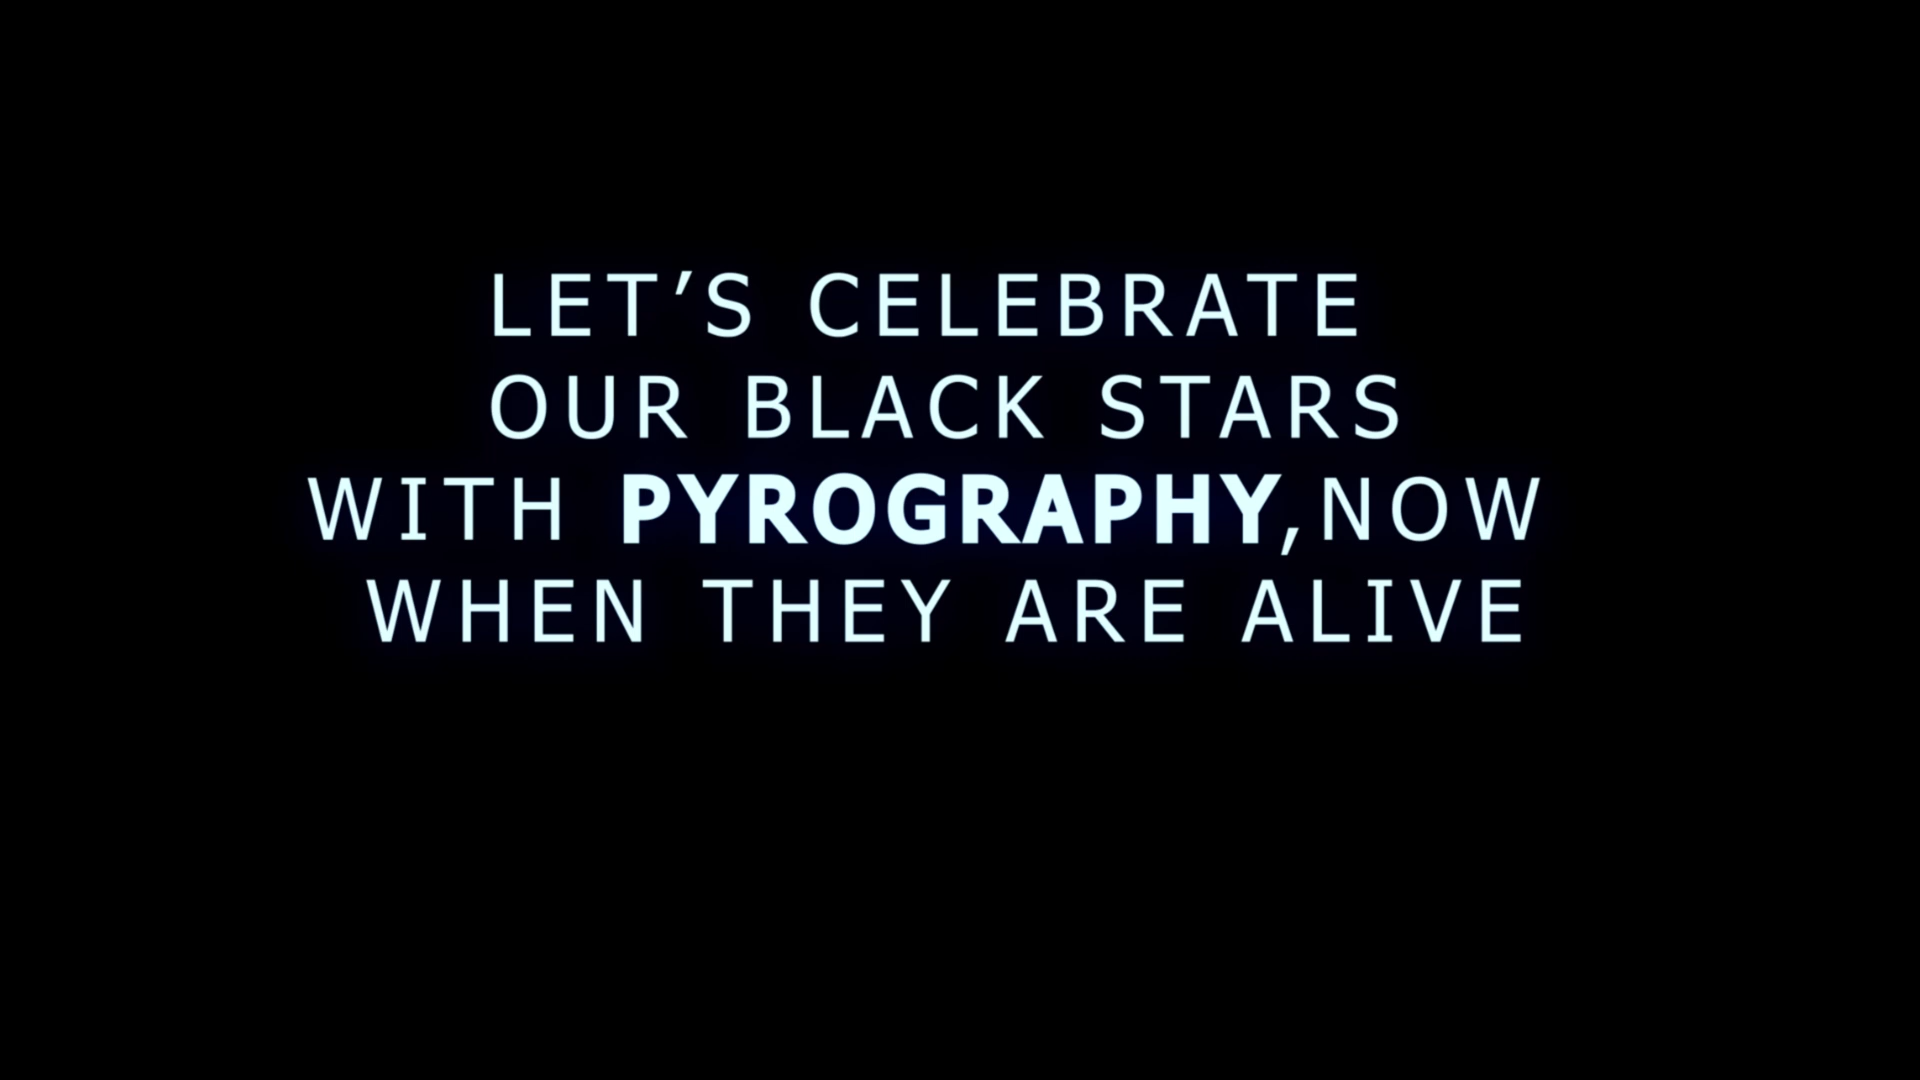 LET’S CELEBRATE
OUR BLACK STARS
WITH PYROGRAPHY,NOW
WHEN THEY ARE ALIVE